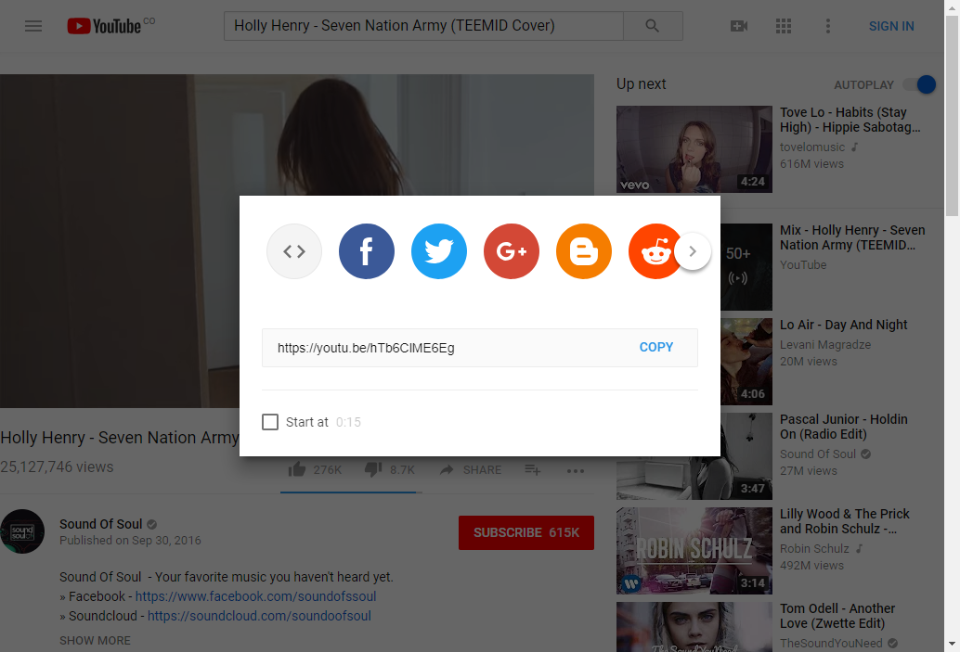 YouTube CO
Holly Henry - Seven Nation Army (TEEMID Cover)
SIGN IN
Up next
AUTOPLAY
vevo
4:24
Tove Lo - Habits (Stay
High) - Hippie Sabotag...
tovelomusic
616M views
f
G+
https://youtu.be/hTb6ClME6Eg
COPY
Start at 0:15
50+
Mix - Holly Henry - Seven
Nation Army (TEEMID...
YouTube
4:06
Lo Air - Day And Night
Levani Magradze
20M views
3:47
Pascal Junior - Holdin
On (Radio Edit)
Sound Of Soul
27M views
ROBIN SCHULZ
3:14
Lilly Wood & The Prick
and Robin Schulz -...
Robin Schulz
492M views
TheSoundYouNeed
Tom Odell - Another
Love (Zwette Edit)
TheSoundYouNeed
Holly Henry - Seven Nation Army
25,127,746 views
276K
8.7K
SHARE
sound
soul
Sound Of Soul
Published on Sep 30, 2016
SUBSCRIBE 615K
Sound Of Soul - Your favorite music you haven't heard yet.
» Facebook - https://www.facebook.com/soundofssoul
» Soundcloud - https://soundcloud.com/soundoofsoul
SHOW MORE